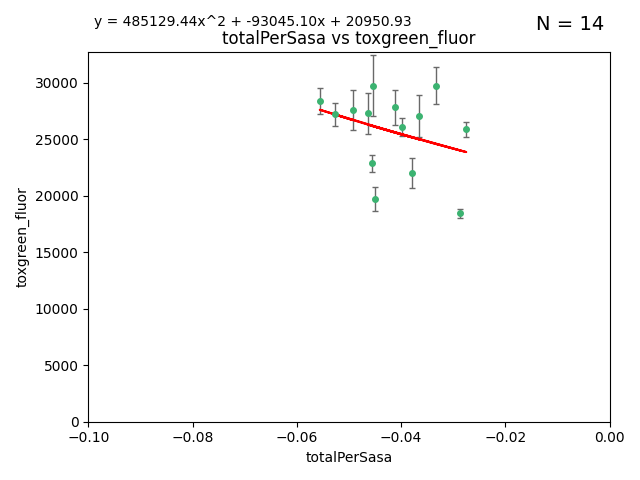 y = 485129.44x^2 + -93045.10x + 20950.93
N = 14
totalPerSasa vs toxgreen_fluor
toxgreen_fluor
30000
25000
20000
15000
10000
5000
0
−0.10
−0.08
−0.06
−0.04
−0.02
0.00
totalPerSasa